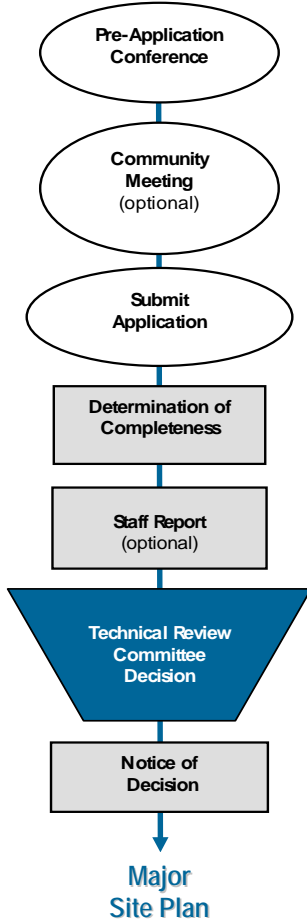 Pre-Application
Conference
Community
Meeting
(optional)
Submit
Application
Determination of
Completeness
Staff Report
(optional)
Technical Review
Committee
Decision
Notice of
Decision
Major
Site Plan